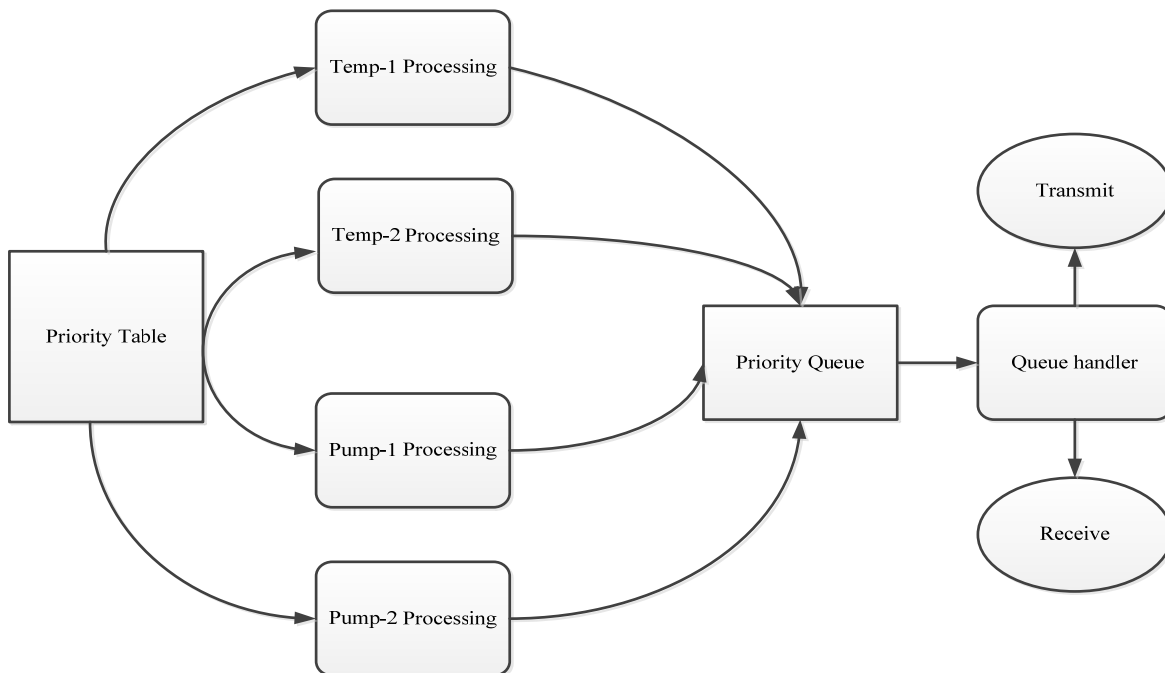 Temp-1 Processing
Temp-2 Processing
Transmit
Priority Table
Priority Queue
Queue handler
Pump-1 Processing
Receive
Pump-2 Processing